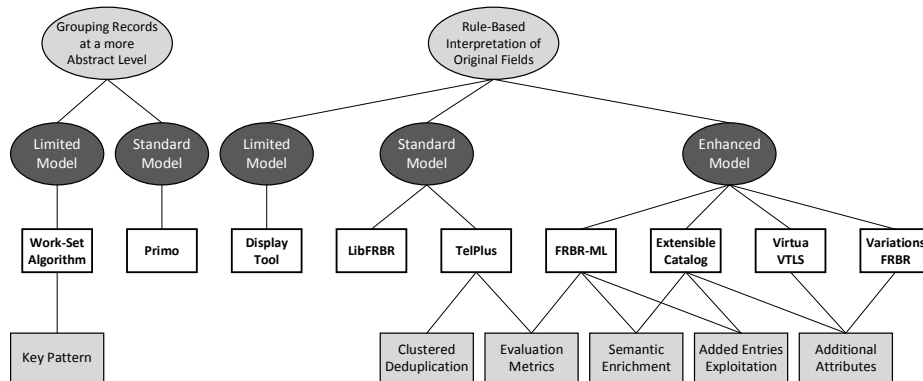 Grouping Records
at a more
Abstract Level
Rule-Based
Interpretation of
Original Fields
Limited
Model
Standard
Model
Limited
Model
Standard
Model
Enhanced
Model
Work-Set
Algorithm
Primo
Display
Tool
LibFRBR
TelPlus
FRBR-ML
Extensible
Catalog
Virtua
VTLS
Variations
FRBR
Key Pattern
Clustered
Deduplication
Evaluation
Metrics
Semantic
Enrichment
Added Entries
Exploitation
Additional
Attributes